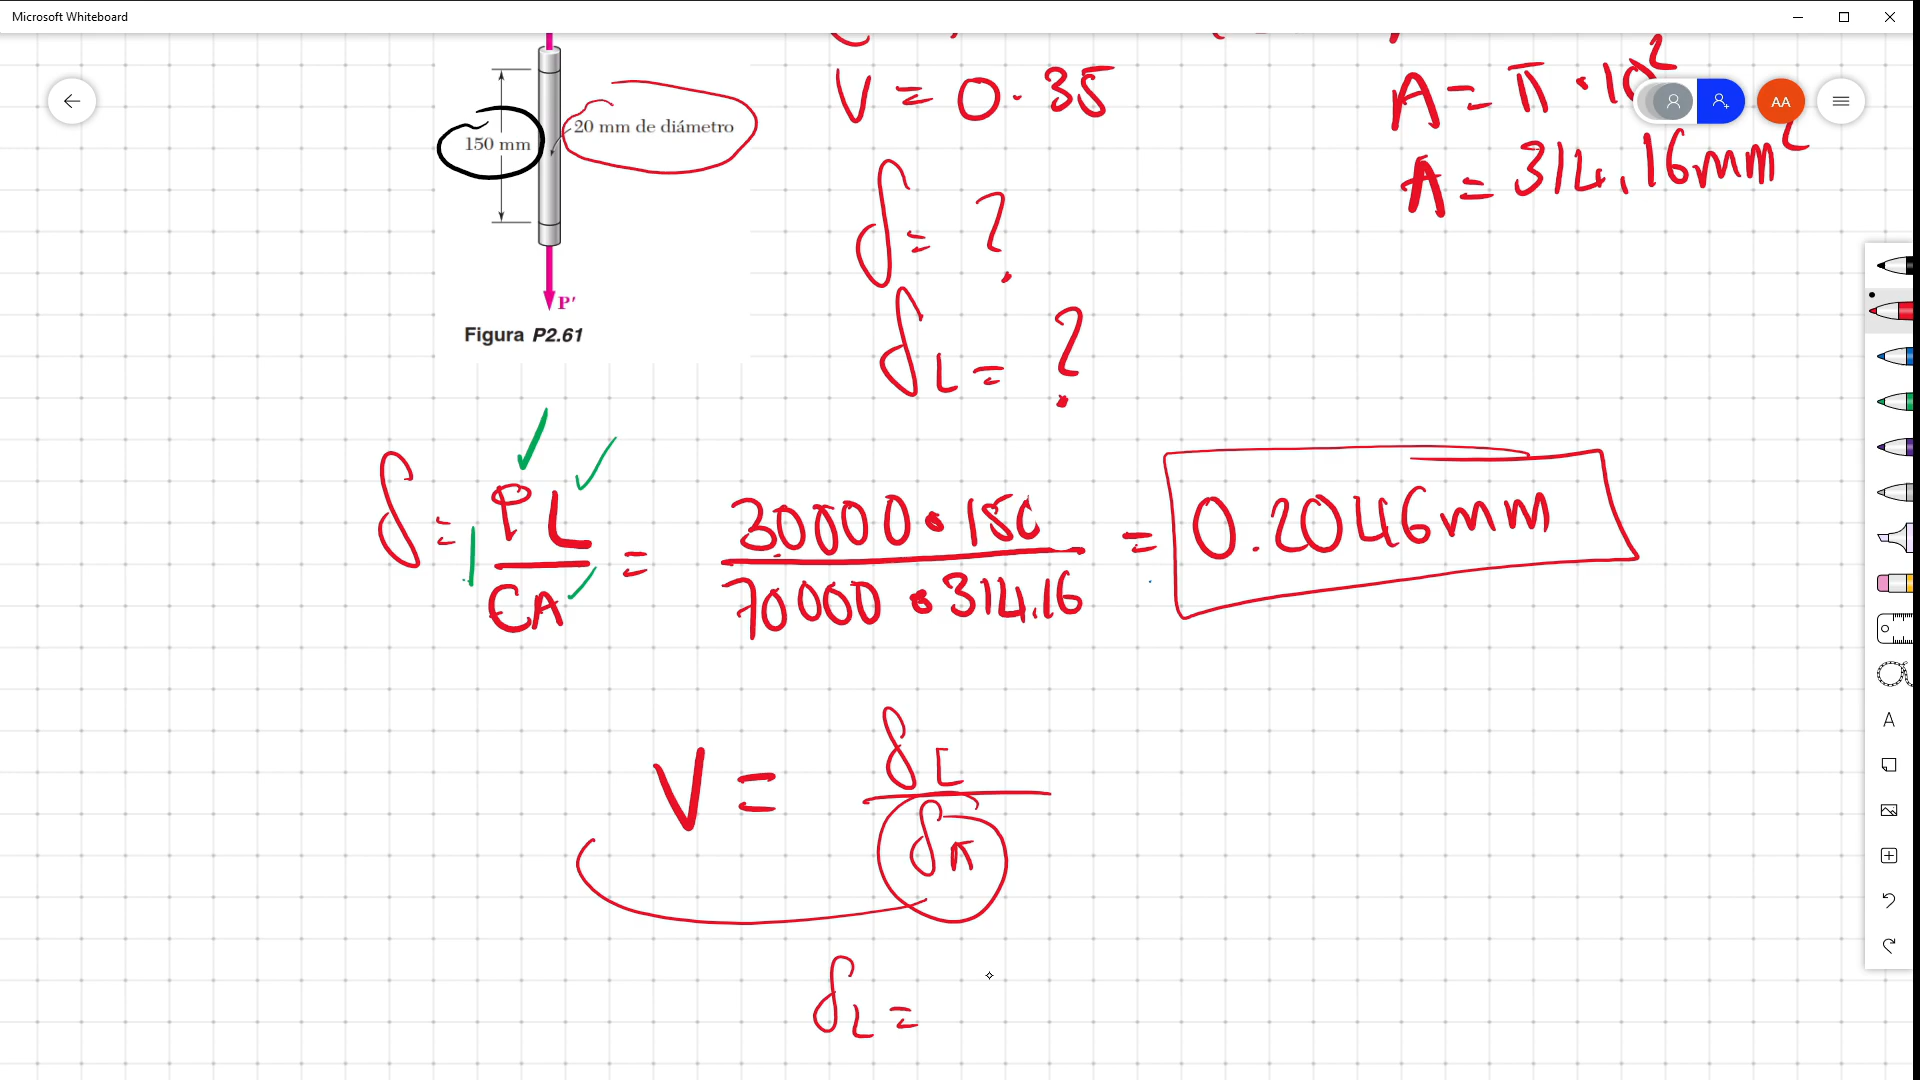 Microsoft Whiteboard
V = 0.35
A = π · 10²
A = 314.16mm²
AA
20 mm de diámetro
150 mm
P'
Figura P2.61
δ = ?
δL = ?
δ = PL / EA = 30000 · 150 / 70000 · 314.16 = 0.2046mm
V = δL / δπ
δL =
A